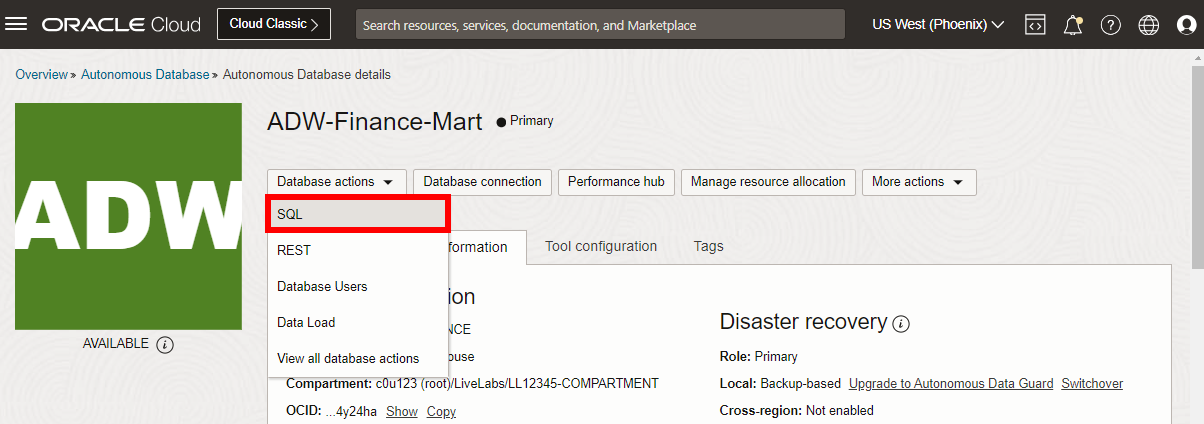 ORACLE Cloud Cloud Classic > Search resources, services, documentation, and Marketplace US West (Phoenix)
Overview » Autonomous Database » Autonomous Database details
ADW
AVAILABLE
ADW-Finance-Mart
Primary
Database actions Database connection Performance hub Manage resource allocation More actions
SQL
REST
Database Users
Data Load
View all database actions
formation Tool configuration Tags
ion
NCE
ouse
Compartment: c0u123 (root)/LiveLabs/LL12345-COMPARTMENT
OCID: ...4y24ha Show Copy
Disaster recovery
Role: Primary
Local: Backup-based Upgrade to Autonomous Data Guard Switchover
Cross-region: Not enabled